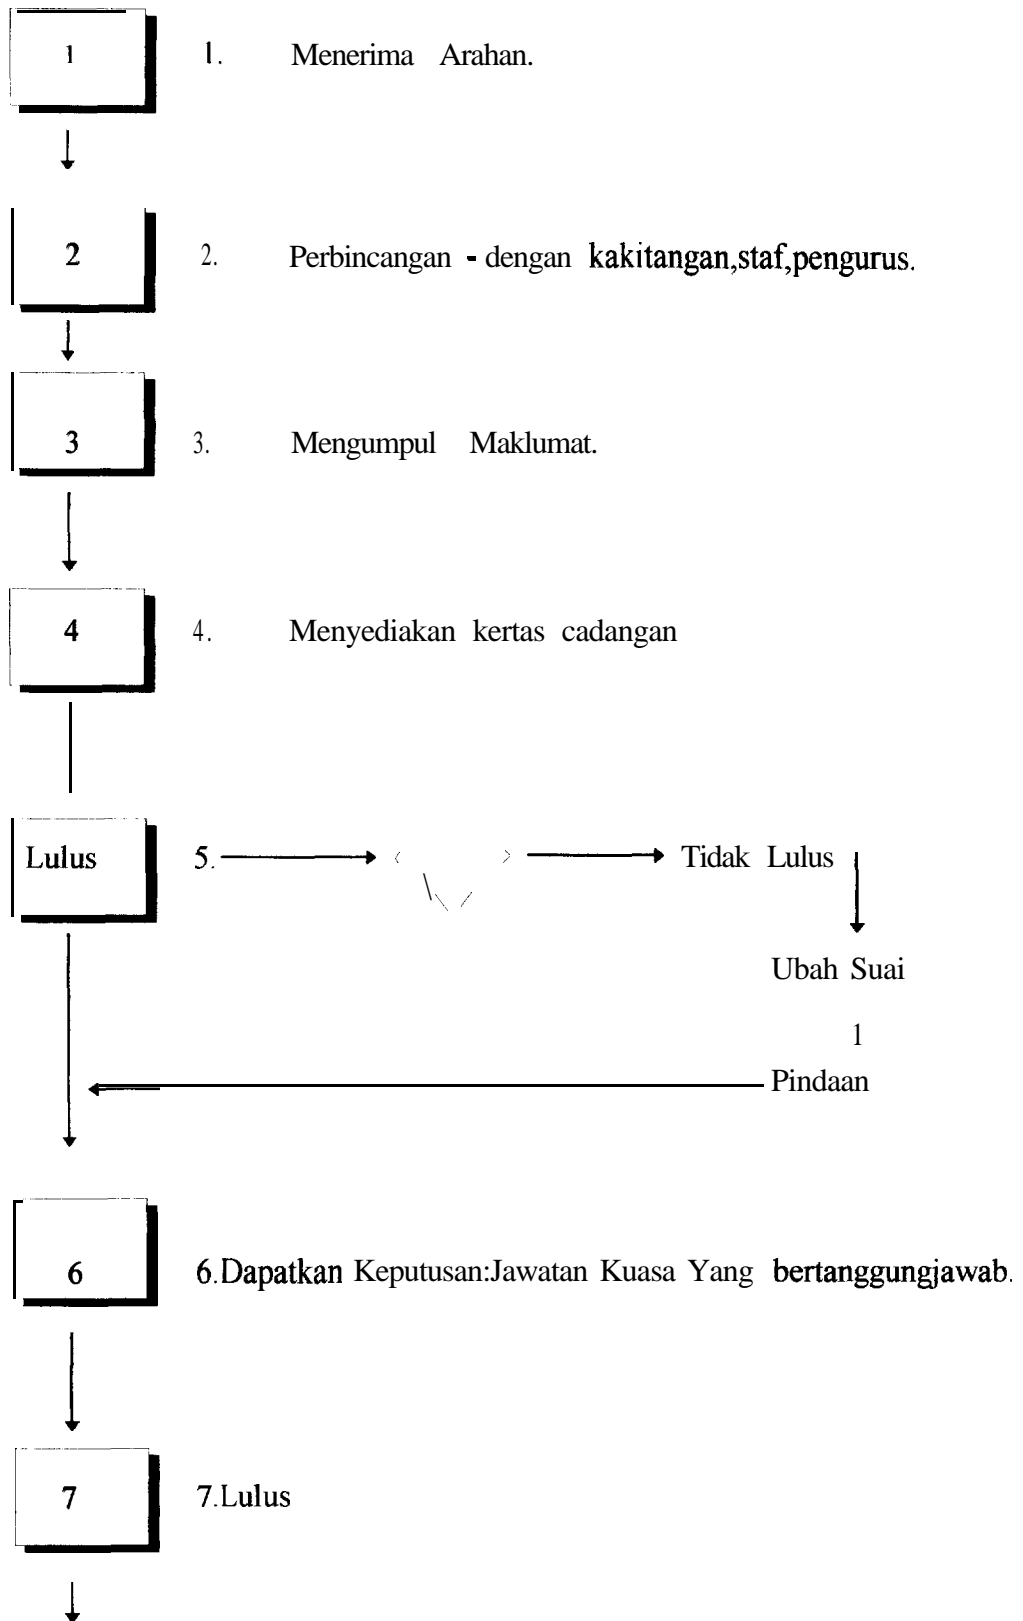 1 1. Menerima Arahan.
2 2. Perbincangan - dengan kakitangan,staf,pengurus.
3 3. Mengumpul Maklumat.
4 4. Menyediakan kertas cadangan
Lulus 5. Tidak Lulus
Ubah Suai
1
Pindaan
6 6.Dapatkan Keputusan:Jawatan Kuasa Yang bertanggungjawab.
7 7.Lulus